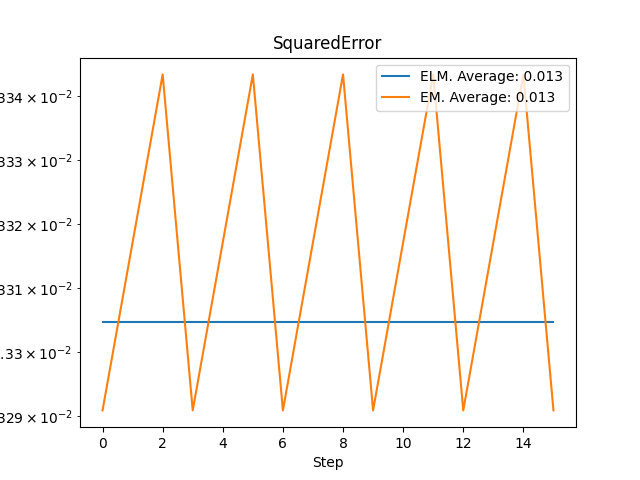 SquaredError
ELM. Average: 0.013
EM. Average: 0.013
334 × 10⁻²
333 × 10⁻²
332 × 10⁻²
331 × 10⁻²
.33 × 10⁻²
329 × 10⁻²
0 2 4 6 8 10 12 14
Step